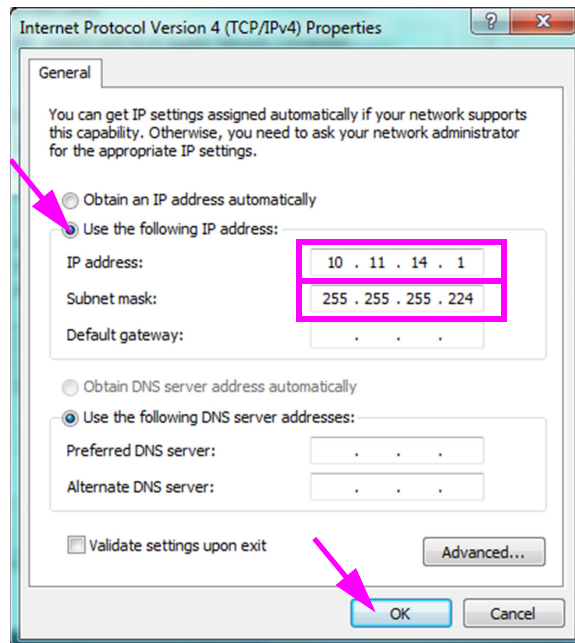 Internet Protocol Version 4 (TCP/IPv4) Properties
?
X
General
You can get IP settings assigned automatically if your network supports
this capability. Otherwise, you need to ask your network administrator
for the appropriate IP settings.
Obtain an IP address automatically
Use the following IP address:
IP address: 10 . 11 . 14 . 1
Subnet mask: 255 . 255 . 255 . 224
Default gateway: . . .
Obtain DNS server address automatically
Use the following DNS server addresses:
Preferred DNS server: . . .
Alternate DNS server: . . .
Validate settings upon exit
Advanced...
OK Cancel